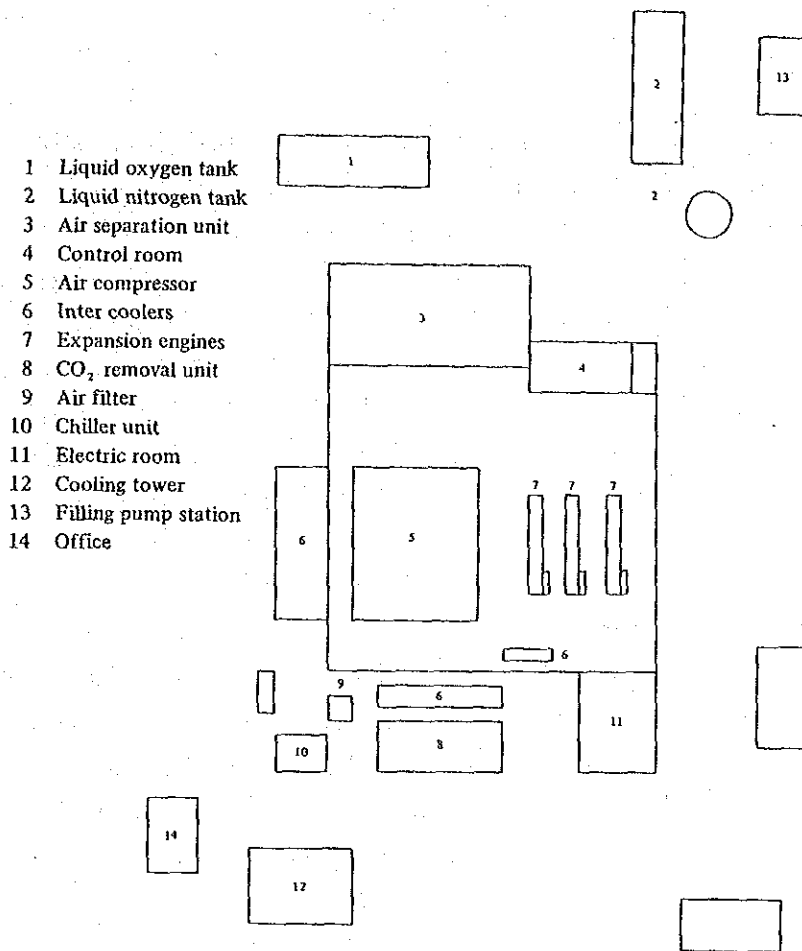 1 Liquid oxygen tank
2 Liquid nitrogen tank
3 Air separation unit
4 Control room
5 Air compressor
6 Inter coolers
7 Expansion engines
8 CO₂ removal unit
9 Air filter
10 Chiller unit
11 Electric room
12 Cooling tower
13 Filling pump station
14 Office
2
13
1
2
3
4
7 7 7
6
5
6
9
6
11
10
8
14
12